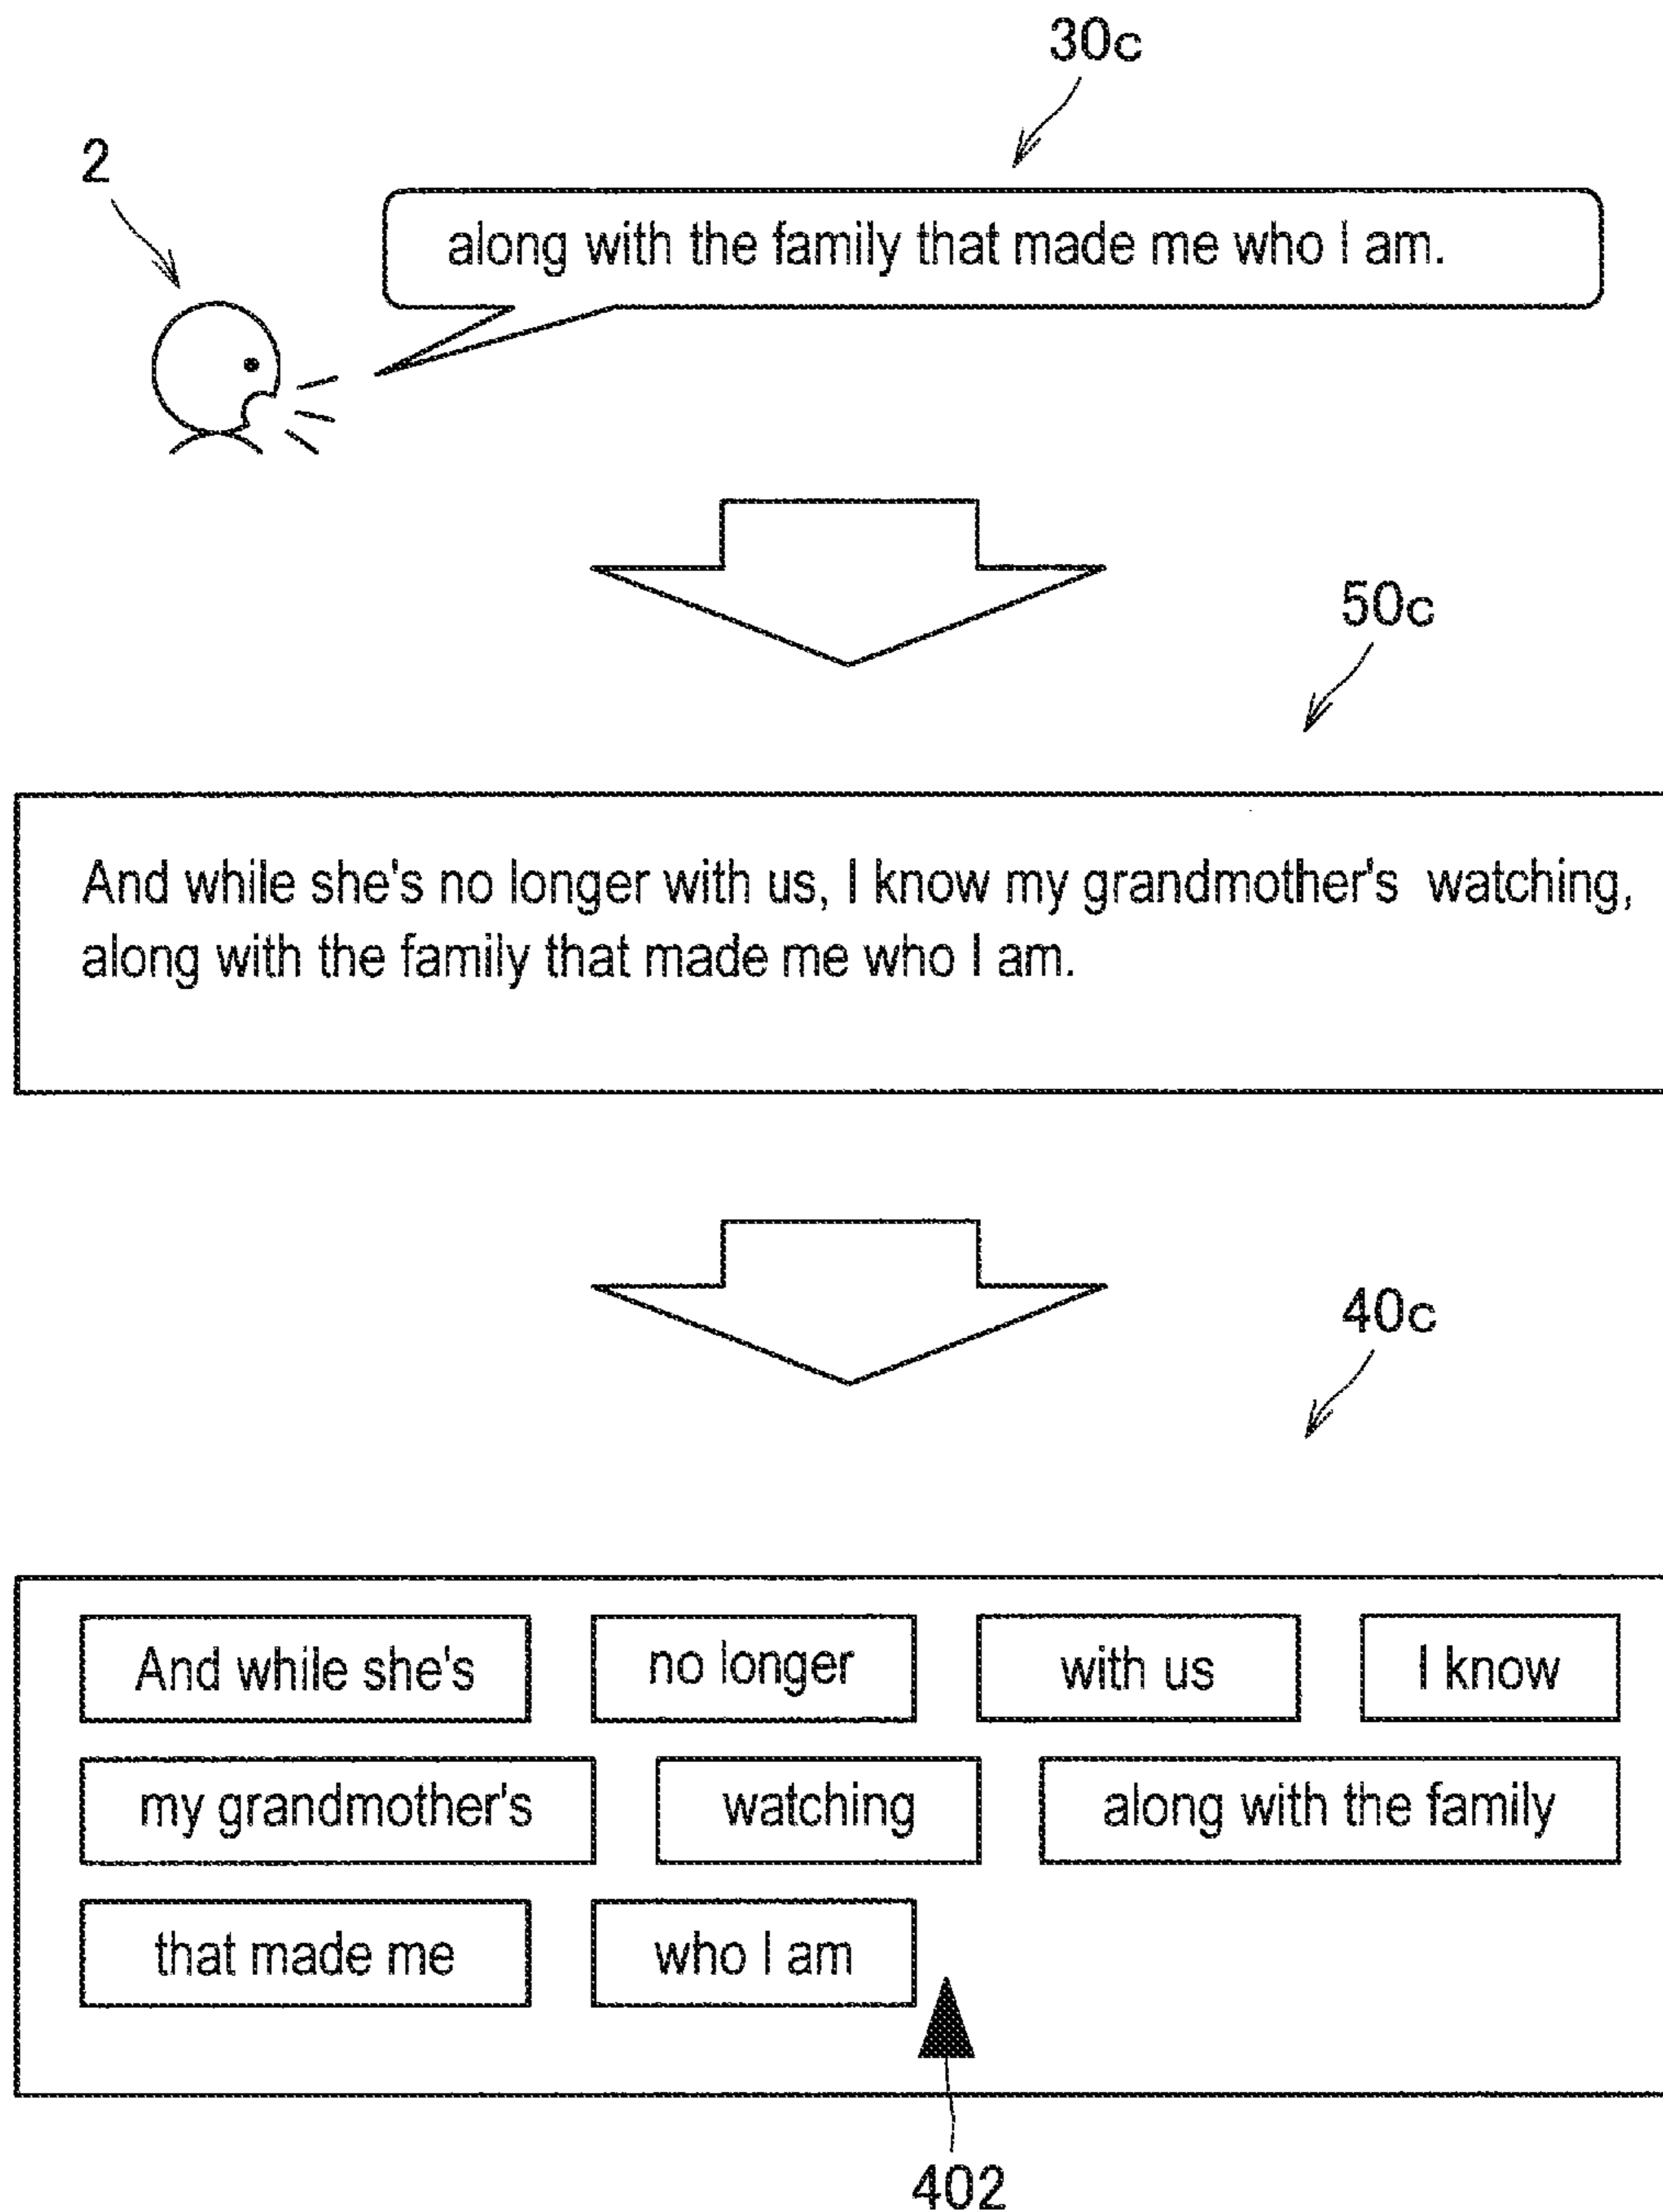 30c
2
along with the family that made me who I am.
50c
And while she's no longer with us, I know my grandmother's watching,
along with the family that made me who I am.
40c
And while she's no longer with us I know
my grandmother's watching along with the family
that made me who I am
402